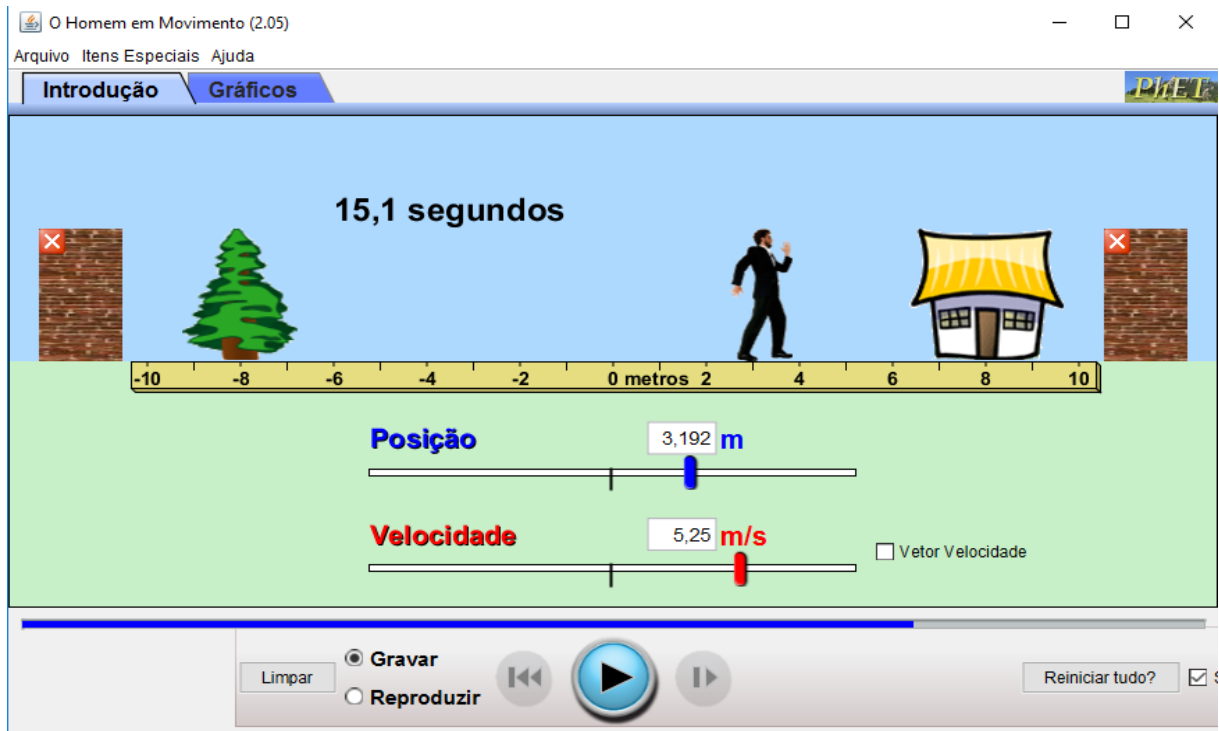 O Homem em Movimento (2.05)
Arquivo Itens Especiais Ajuda
Introdução Gráficos
PhET
15,1 segundos
-10 -8 -6 -4 -2 0 metros 2 4 6 8 10
Posição 3,192 m
Velocidade 5,25 m/s
Vetor Velocidade
Limpar
Gravar
Reproduzir
Reiniciar tudo?